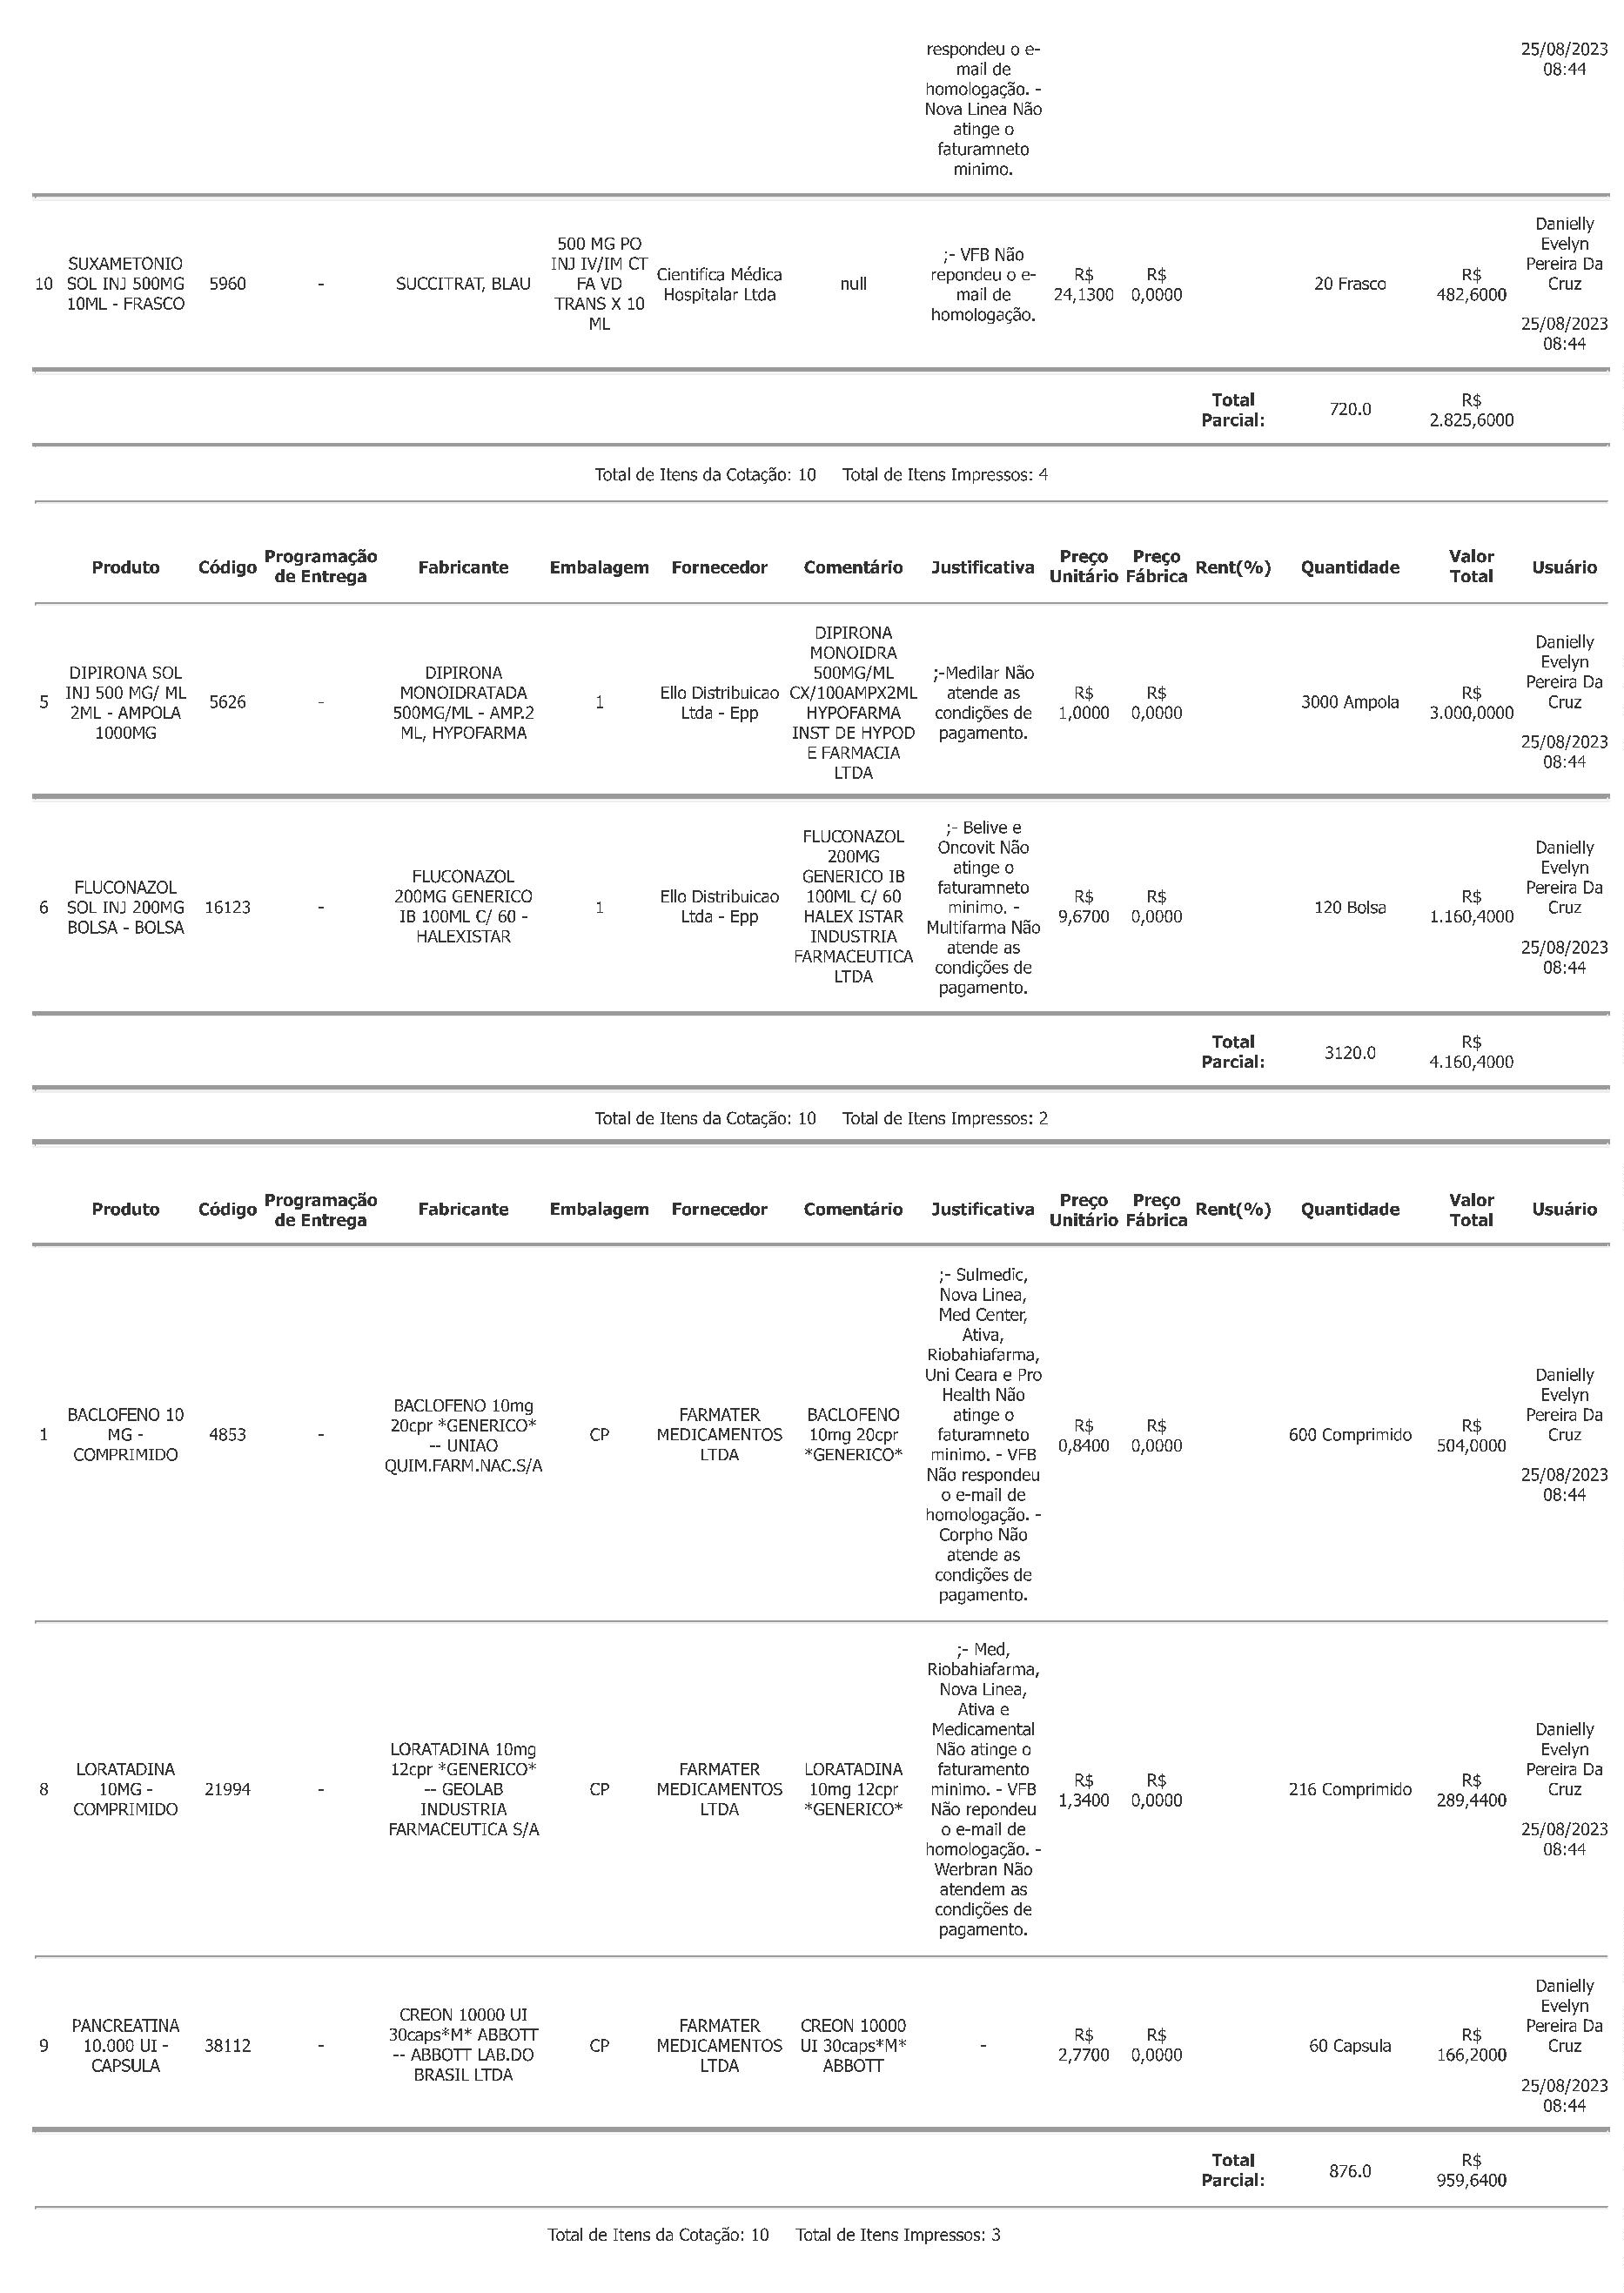 respondeu o e-
mail de
homologação. -
Nova Linea Não
atinge o
faturamneto
minimo.
25/08/2023
08:44
10
SUXAMETONIO
SOL INJ 500MG
10ML - FRASCO
5960
-
SUCCITRAT, BLAU
500 MG PO
INJ IV/IM CT
FA VD
TRANS X 10
ML
Cientifica Médica
Hospitalar Ltda
null
;- VFB Não
repondeu o e-
mail de
homologação.
R$
24,1300
R$
0,0000
20 Frasco
R$
482,6000
Danielly
Evelyn
Pereira Da
Cruz
25/08/2023
08:44
Total
Parcial:
720.0
R$
2.825,6000
Total de Itens da Cotação: 10 Total de Itens Impressos: 4
Produto
Código
Programação
de Entrega
Fabricante
Embalagem
Fornecedor
Comentário
Justificativa
Preço
Unitário
Preço
Fábrica
Rent(%)
Quantidade
Valor
Total
Usuário
5
DIPIRONA SOL
INJ 500 MG/ ML
2ML - AMPOLA
1000MG
5626
-
DIPIRONA
MONOIDRATADA
500MG/ML - AMP.2
ML, HYPOFARMA
1
Ello Distribuicao
Ltda - Epp
DIPIRONA
MONOIDRA
500MG/ML
CX/100AMPX2ML
HYPOFARMA
INST DE HYPOD
E FARMACIA
LTDA
;-Medilar Não
atende as
condições de
pagamento.
R$
1,0000
R$
0,0000
3000 Ampola
R$
3.000,0000
Danielly
Evelyn
Pereira Da
Cruz
25/08/2023
08:44
6
FLUCONAZOL
SOL INJ 200MG
BOLSA - BOLSA
16123
-
FLUCONAZOL
200MG GENERICO
IB 100ML C/ 60 -
HALEXISTAR
1
Ello Distribuicao
Ltda - Epp
FLUCONAZOL
200MG
GENERICO IB
100ML C/ 60
HALEX ISTAR
INDUSTRIA
FARMACEUTICA
LTDA
;- Belive e
Oncovit Não
atinge o
faturamneto
minimo. -
Multifarma Não
atende as
condições de
pagamento.
R$
9,6700
R$
0,0000
120 Bolsa
R$
1.160,4000
Danielly
Evelyn
Pereira Da
Cruz
25/08/2023
08:44
Total
Parcial:
3120.0
R$
4.160,4000
Total de Itens da Cotação: 10 Total de Itens Impressos: 2
Produto
Código
Programação
de Entrega
Fabricante
Embalagem
Fornecedor
Comentário
Justificativa
Preço
Unitário
Preço
Fábrica
Rent(%)
Quantidade
Valor
Total
Usuário
1
BACLOFENO 10
MG -
COMPRIMIDO
4853
-
BACLOFENO 10mg
20cpr *GENERICO*
-- UNIAO
QUIM.FARM.NAC.S/A
CP
FARMATER
MEDICAMENTOS
LTDA
BACLOFENO
10mg 20cpr
*GENERICO*
;- Sulmedic,
Nova Linea,
Med Center,
Ativa,
Riobahiafarma,
Uni Ceara e Pro
Health Não
atinge o
faturamneto
minimo. - VFB
Não respondeu
o e-mail de
homologação. -
Corpho Não
atende as
condições de
pagamento.
R$
0,8400
R$
0,0000
600 Comprimido
R$
504,0000
Danielly
Evelyn
Pereira Da
Cruz
25/08/2023
08:44
8
LORATADINA
10MG -
COMPRIMIDO
21994
-
LORATADINA 10mg
12cpr *GENERICO*
-- GEOLAB
INDUSTRIA
FARMACEUTICA S/A
CP
FARMATER
MEDICAMENTOS
LTDA
LORATADINA
10mg 12cpr
*GENERICO*
;- Med,
Riobahiafarma,
Nova Linea,
Ativa e
Medicamental
Não atinge o
faturamento
minimo. - VFB
Não repondeu
o e-mail de
homologação. -
Werbran Não
atendem as
condições de
pagamento.
R$
1,3400
R$
0,0000
216 Comprimido
R$
289,4400
Danielly
Evelyn
Pereira Da
Cruz
25/08/2023
08:44
9
PANCREATINA
10.000 UI -
CAPSULA
38112
-
CREON 10000 UI
30caps*M* ABBOTT
-- ABBOTT LAB.DO
BRASIL LTDA
CP
FARMATER
MEDICAMENTOS
LTDA
CREON 10000
UI 30caps*M*
ABBOTT
-
R$
2,7700
R$
0,0000
60 Capsula
R$
166,2000
Danielly
Evelyn
Pereira Da
Cruz
25/08/2023
08:44
Total
Parcial:
876.0
R$
959,6400
Total de Itens da Cotação: 10 Total de Itens Impressos: 3